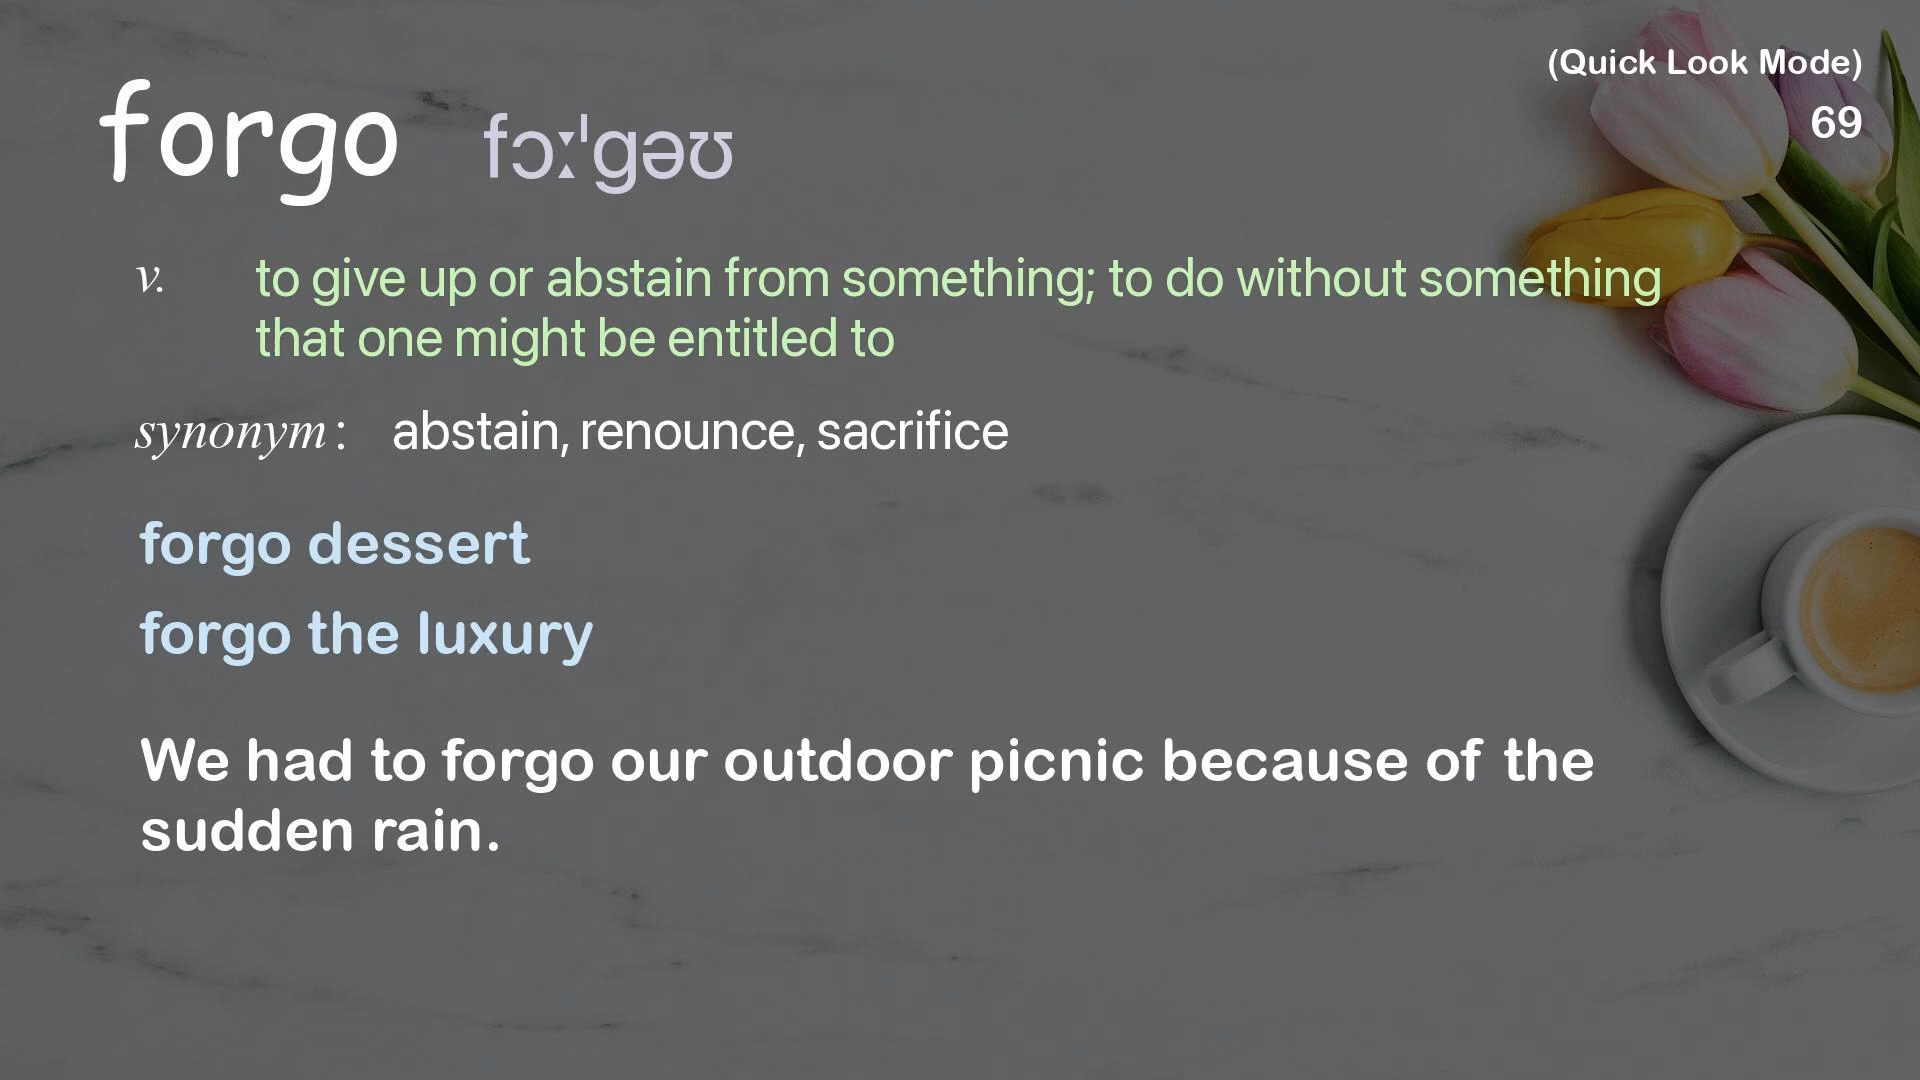 (Quick Look Mode)
69
forgo fɔːˈɡəʊ
v. to give up or abstain from something; to do without something
that one might be entitled to
synonym: abstain, renounce, sacrifice
forgo dessert
forgo the luxury
We had to forgo our outdoor picnic because of the
sudden rain.